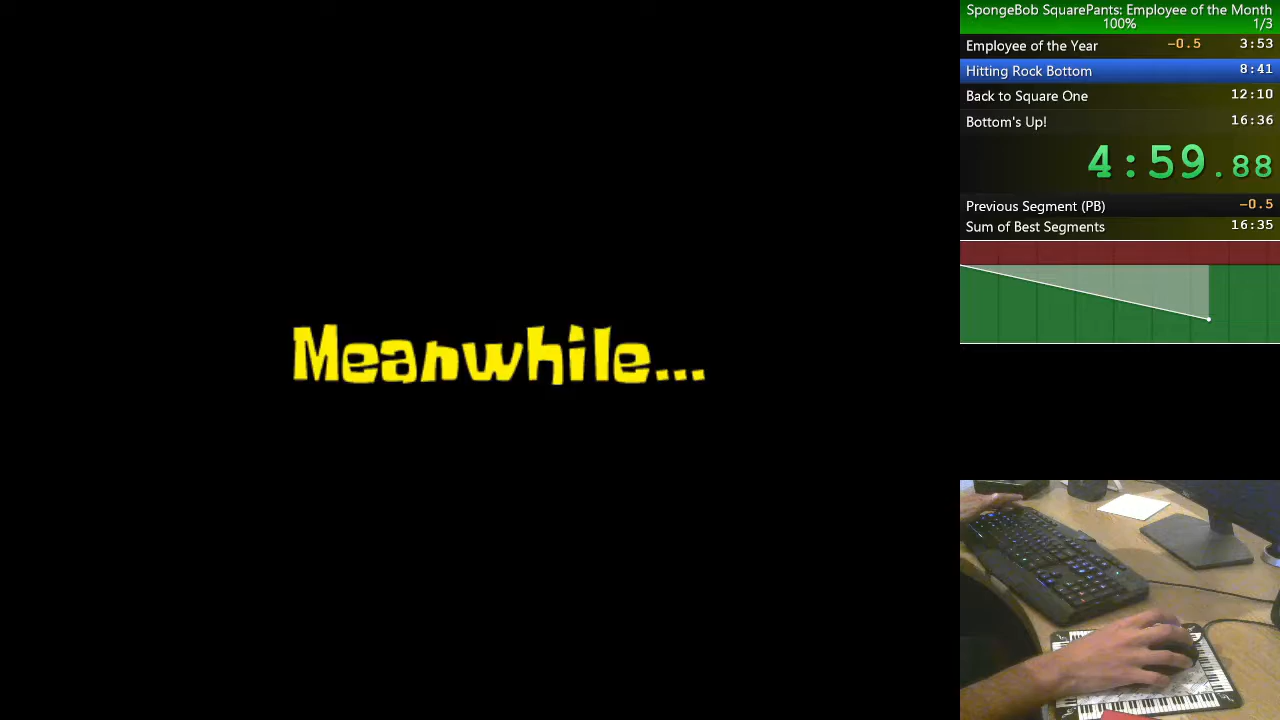 SpongeBob SquarePants: Employee of the Month
100% 1/3
Employee of the Year -0.5 3:53
Hitting Rock Bottom 8:41
Back to Square One 12:10
Bottom's Up! 16:36
4:59.88
Previous Segment (PB) -0.5
Sum of Best Segments 16:35
Meanwhile...